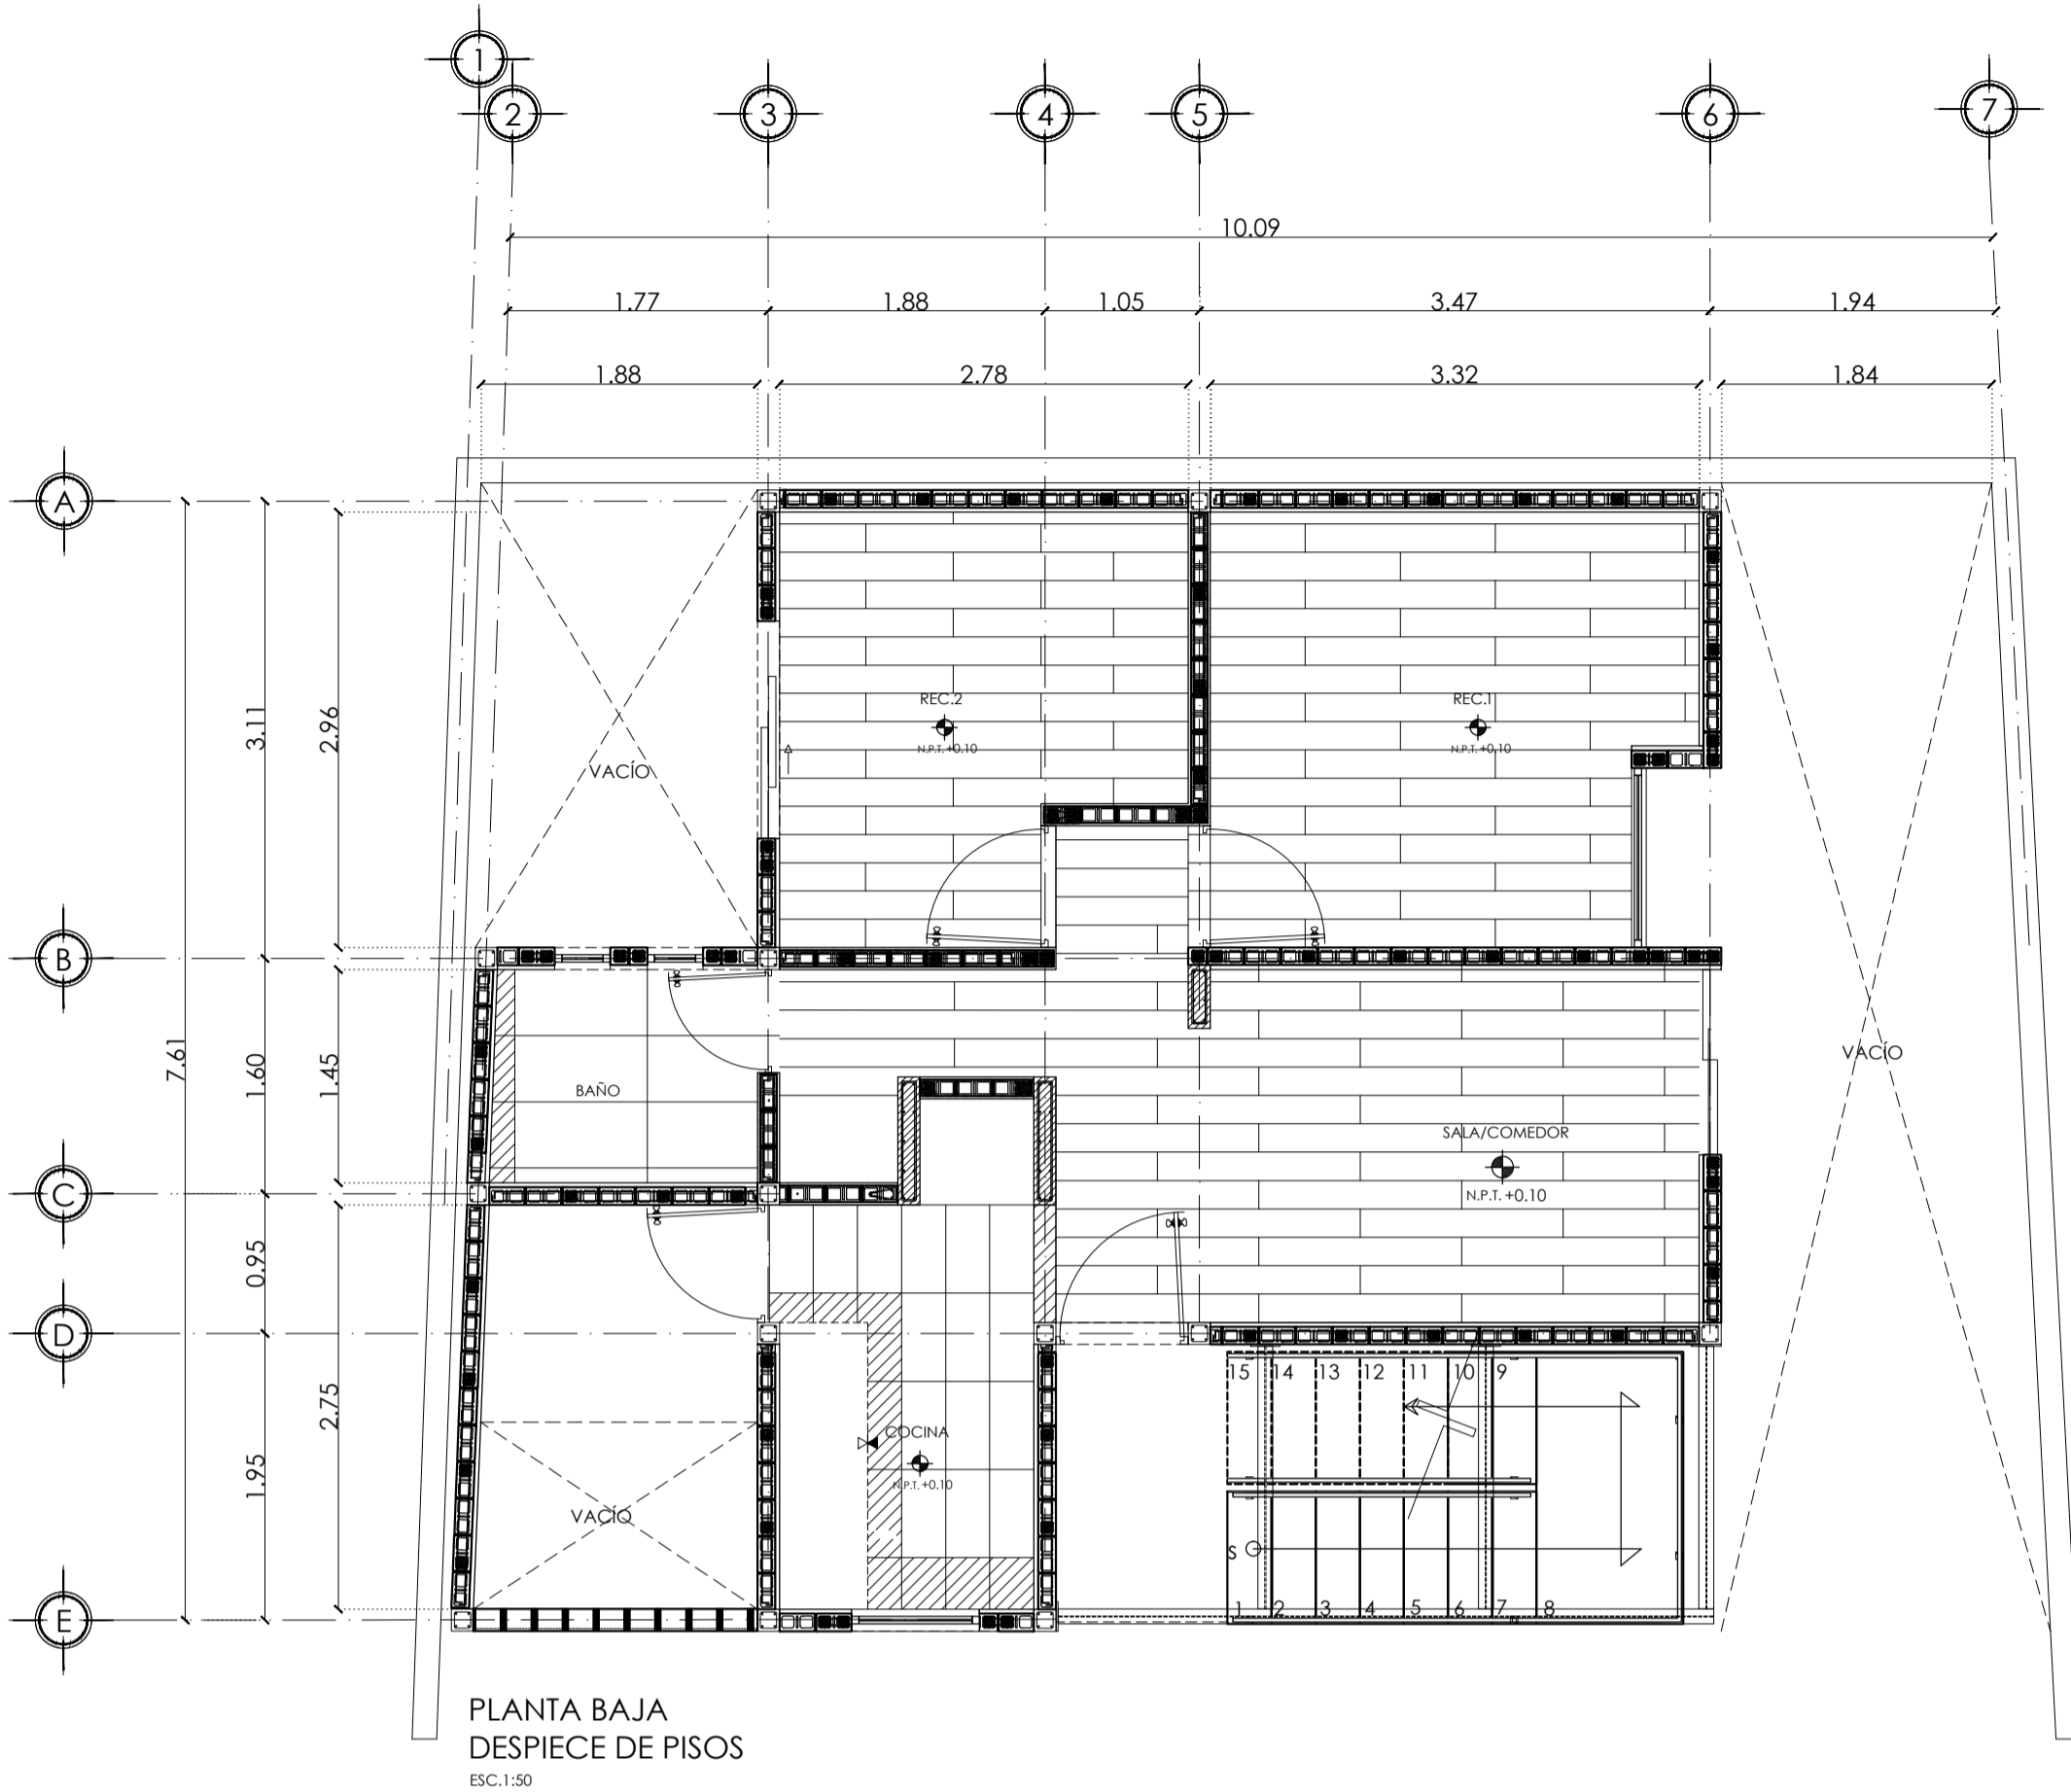 1
2
3
4
5
6
7
10.09
1.77
1.88
1.05
3.47
1.94
1.88
2.78
3.32
1.84
A
B
C
D
E
7.61
3.11
1.60
0.95
1.95
2.96
1.45
2.75
REC.2
N.P.T. +0.10
REC.1
N.P.T. +0.10
VACÍO
VACÍO
BAÑO
SALA/COMEDOR
N.P.T. +0.10
COCINA
N.P.T. +0.10
VACÍO
15 14 13 12 11 10 9
S
1 2 3 4 5 6 7 8
PLANTA BAJA
DESPIECE DE PISOS
ESC.1:50